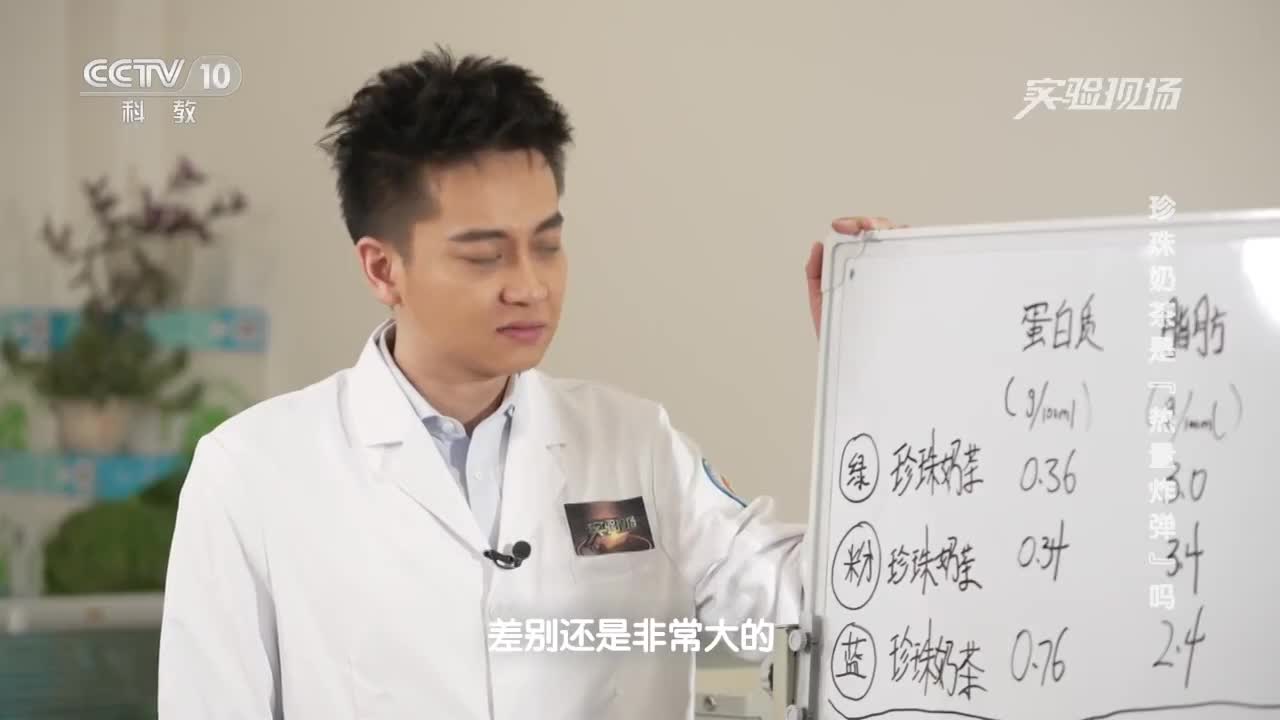 CCTV 10
科教
实验现场
珍珠奶茶是『热量炸弹』吗
蛋白质 脂肪
(g/100ml) (g/100ml)
绿 珍珠奶茶 0.36 3.0
粉 珍珠奶茶 0.34 3.4
蓝 珍珠奶茶 0.76 2.4
差别还是非常大的